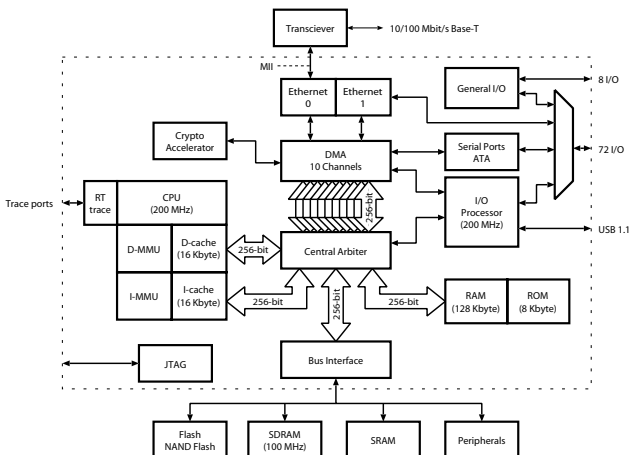 Transciever
10/100 Mbit/s Base-T
MII
Ethernet
0
Ethernet
1
General I/O
8 I/O
Crypto
Accelerator
DMA
10 Channels
Serial Ports
ATA
72 I/O
256-bit
Trace ports
RT
trace
CPU
(200 MHz)
I/O
Processor
(200 MHz)
USB 1.1
D-MMU
D-cache
(16 Kbyte)
256-bit
Central Arbiter
I-MMU
I-cache
(16 Kbyte)
256-bit
256-bit
256-bit
RAM
(128 Kbyte)
ROM
(8 Kbyte)
JTAG
Bus Interface
Flash
NAND Flash
SDRAM
(100 MHz)
SRAM
Peripherals